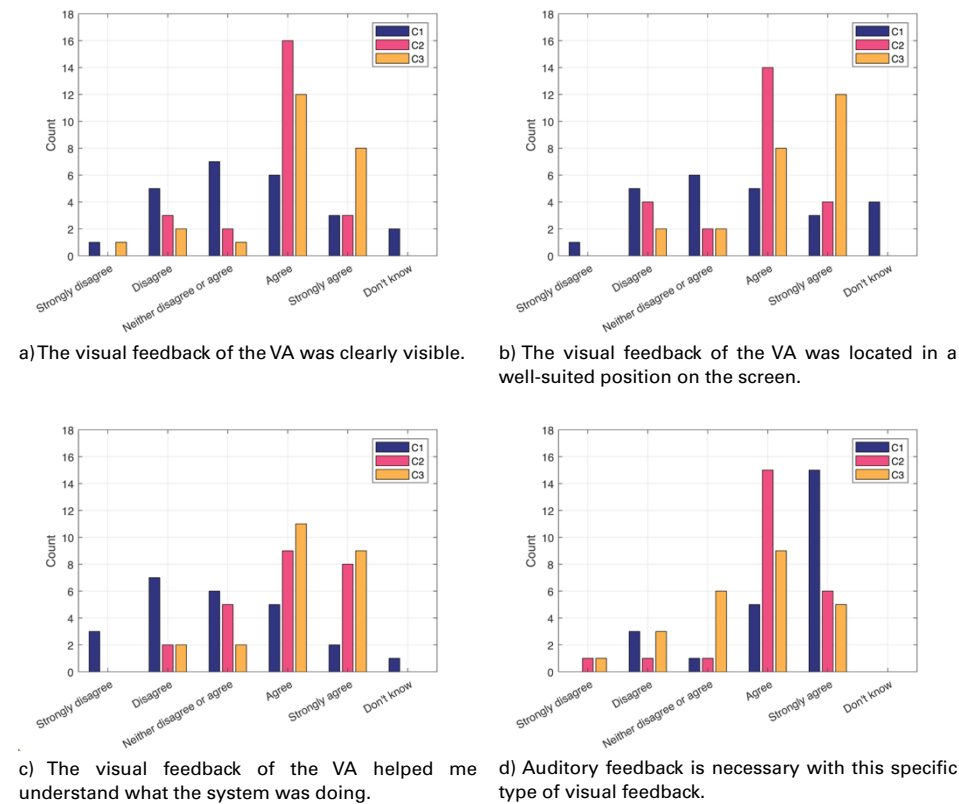 18
16
14
12
10
8
6
4
2
0
Count
C1
C2
C3
Strongly disagree
Disagree
Neither disagree or agree
Agree
Strongly agree
Don't know
a) The visual feedback of the VA was clearly visible.
18
16
14
12
10
8
6
4
2
0
Count
C1
C2
C3
Strongly disagree
Disagree
Neither disagree or agree
Agree
Strongly agree
Don't know
b) The visual feedback of the VA was located in a
well-suited position on the screen.
18
16
14
12
10
8
6
4
2
0
Count
C1
C2
C3
Strongly disagree
Disagree
Neither disagree or agree
Agree
Strongly agree
Don't know
c) The visual feedback of the VA helped me
understand what the system was doing.
18
16
14
12
10
8
6
4
2
0
Count
C1
C2
C3
Strongly disagree
Disagree
Neither disagree or agree
Agree
Strongly agree
Don't know
d) Auditory feedback is necessary with this specific
type of visual feedback.